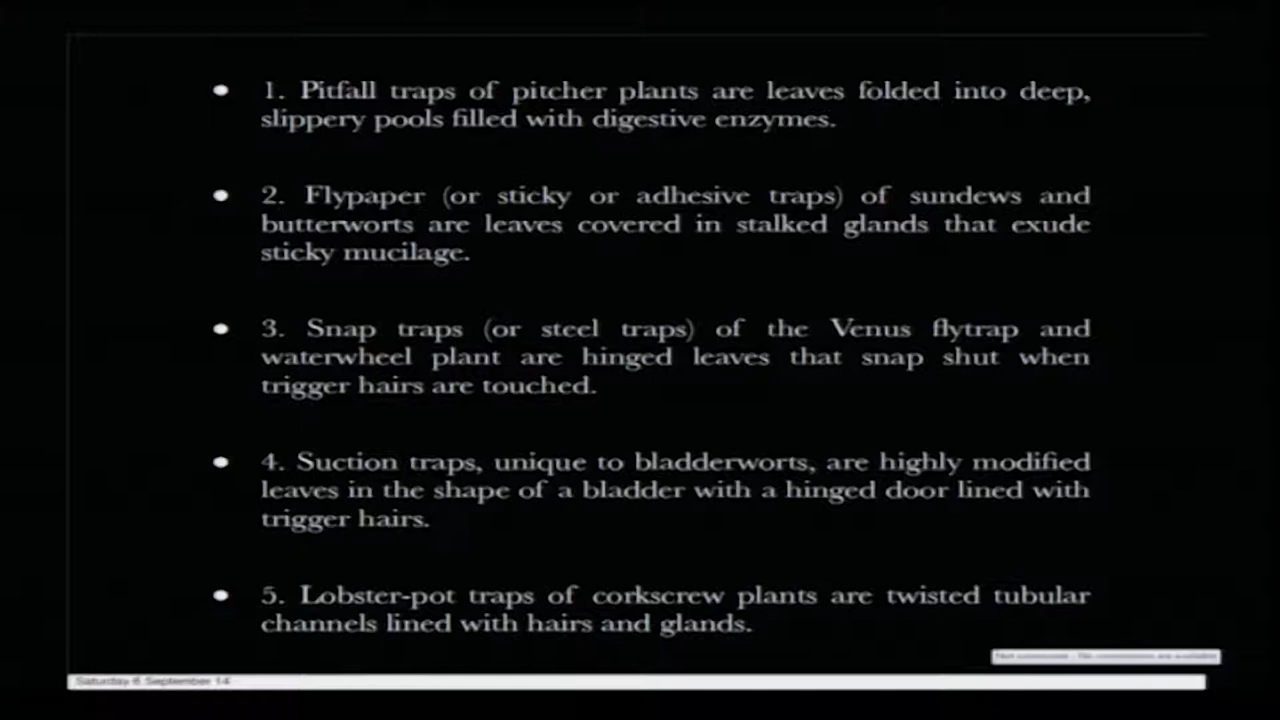 • 1. Pitfall traps of pitcher plants are leaves folded into deep,
slippery pools filled with digestive enzymes.
• 2. Flypaper (or sticky or adhesive traps) of sundews and
butterworts are leaves covered in stalked glands that exude
sticky mucilage.
• 3. Snap traps (or steel traps) of the Venus flytrap and
waterwheel plant are hinged leaves that snap shut when
trigger hairs are touched.
• 4. Suction traps, unique to bladderworts, are highly modified
leaves in the shape of a bladder with a hinged door lined with
trigger hairs.
• 5. Lobster-pot traps of corkscrew plants are twisted tubular
channels lined with hairs and glands.
Saturday 6 September 14